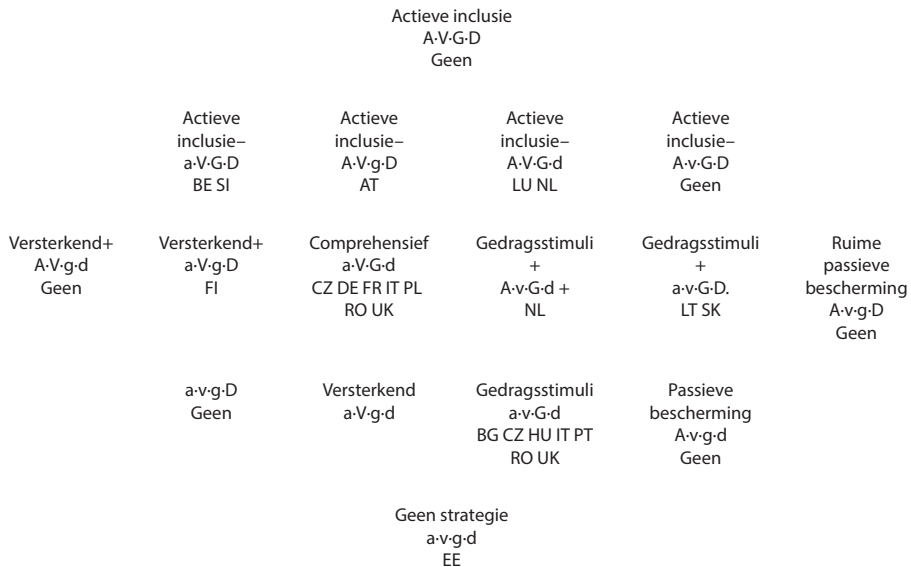 Actieve inclusie
A·V·G·D
Geen
Actieve
inclusie–
a·V·G·D
BE SI
Actieve
inclusie–
A·V·g·D
AT
Actieve
inclusie–
A·V·G·d
LU NL
Actieve
inclusie–
A·v·G·D
Geen
Versterkend+
A·V·g·d
Geen
Versterkend+
a·V·g·D
FI
Comprehensief
a·V·G·d
CZ DE FR IT PL
RO UK
Gedragsstimuli
+
A·v·G·d +
NL
Gedragsstimuli
+
a·v·G·D.
LT SK
Ruime
passieve
bescherming
A·v·g·D
Geen
a·v·g·D
Geen
Versterkend
a·V·g·d
Gedragsstimuli
a·v·G·d
BG CZ HU IT PT
RO UK
Passieve
bescherming
A·v·g·d
Geen
Geen strategie
a·v·g·d
EE